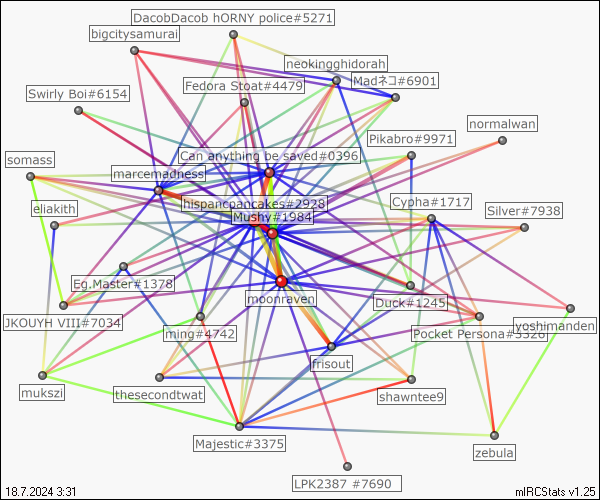 DacobDacob hORNY police#5271
bigcitysamurai
neokingghidorah
Madネコ#6901
Fedora Stoat#4479
Swirly Boi#6154
normalwan
Pikabro#9971
Can anything be saved#0396
somass
marcemadness
hispancpancakes#2928
Cypha#1717
eliakith
Mushy#1984
Silver#7938
Eg.Master#1378
moonraven
Duck#1245
JKOUYH VIII#7034
yoshimanden
ming#4742
Pocket Persona#3326
frisout
mukszi
thesecondtwat
shawntee9
Majestic#3375
zebula
LPK2387 #7690
18.7.2024 3:31
mIRCStats v1.25